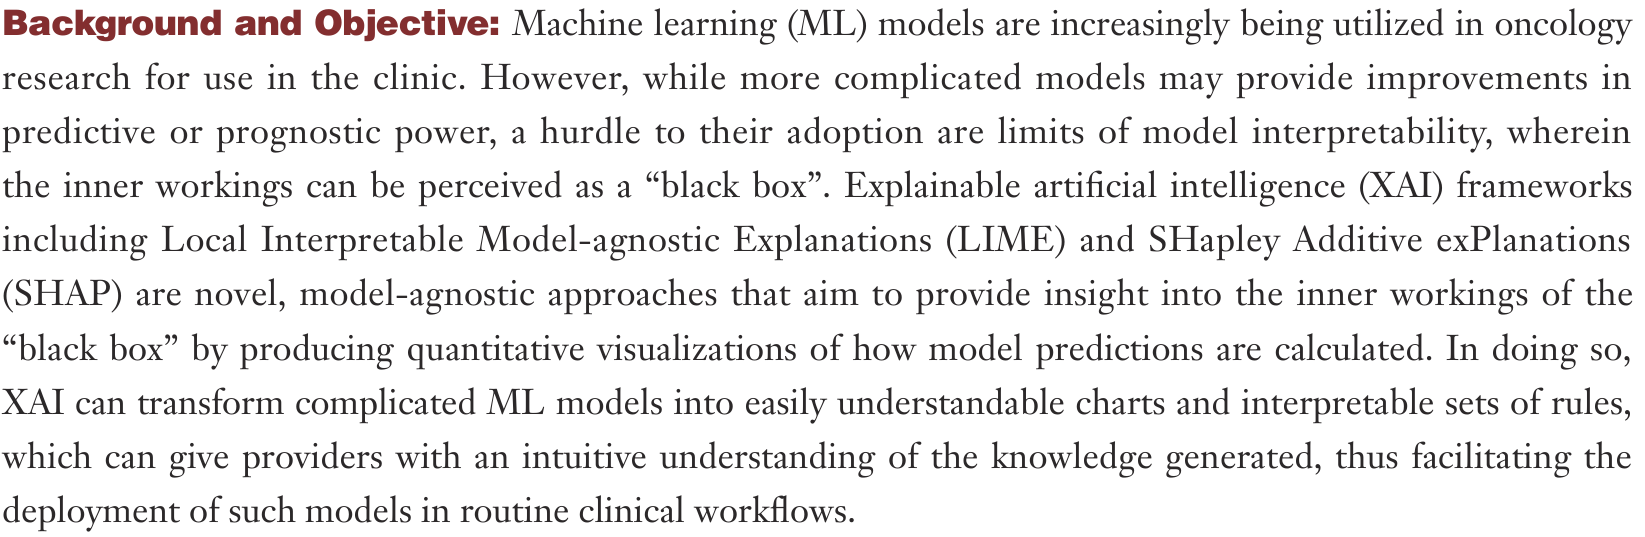 Background and Objective: Machine learning (ML) models are increasingly being utilized in oncology
research for use in the clinic. However, while more complicated models may provide improvements in
predictive or prognostic power, a hurdle to their adoption are limits of model interpretability, wherein
the inner workings can be perceived as a “black box”. Explainable artificial intelligence (XAI) frameworks
including Local Interpretable Model-agnostic Explanations (LIME) and SHapley Additive exPlanations
(SHAP) are novel, model-agnostic approaches that aim to provide insight into the inner workings of the
“black box” by producing quantitative visualizations of how model predictions are calculated. In doing so,
XAI can transform complicated ML models into easily understandable charts and interpretable sets of rules,
which can give providers with an intuitive understanding of the knowledge generated, thus facilitating the
deployment of such models in routine clinical workflows.